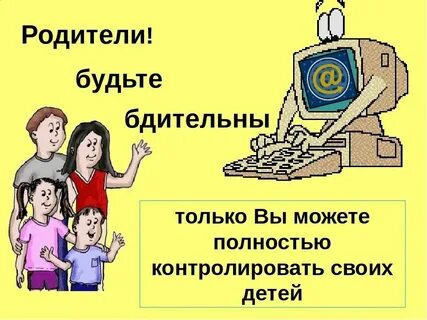 Родители!
будьте
бдительны
@
только Вы можете
полностью
контролировать своих
детей